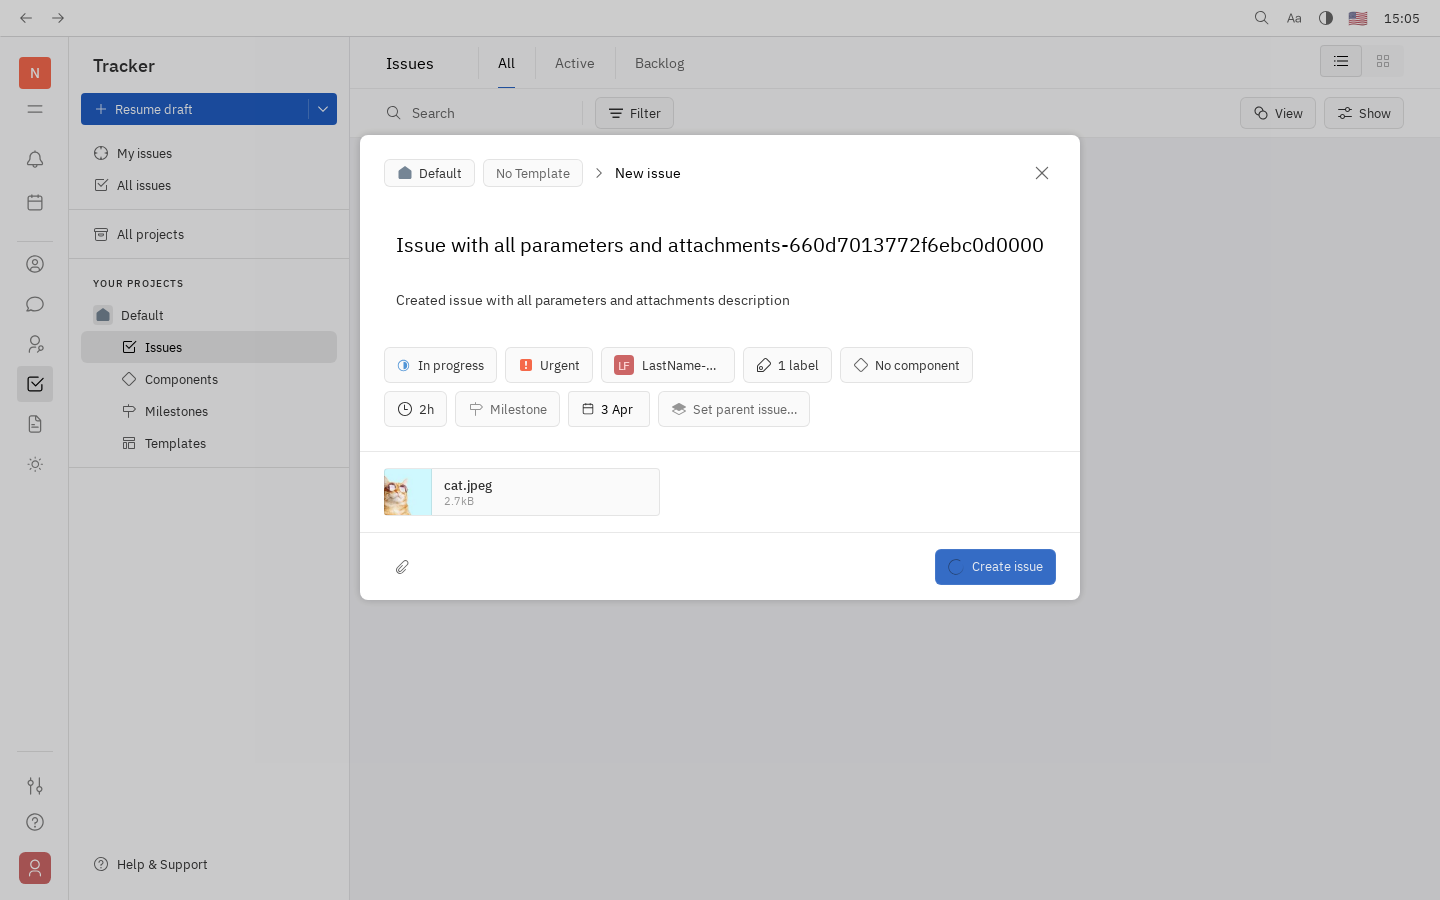 Aa 15:05
N
Tracker
Resume draft
My issues
All issues
All projects
YOUR PROJECTS
Default
Issues
Components
Milestones
Templates
Help & Support
Issues All Active Backlog
Search Filter View Show
Default No Template New issue
Issue with all parameters and attachments-660d7013772f6ebc0d0000
Created issue with all parameters and attachments description
In progress Urgent LF LastName-... 1 label No component
2h Milestone 3 Apr Set parent issue...
cat.jpeg
2.7kB
Create issue